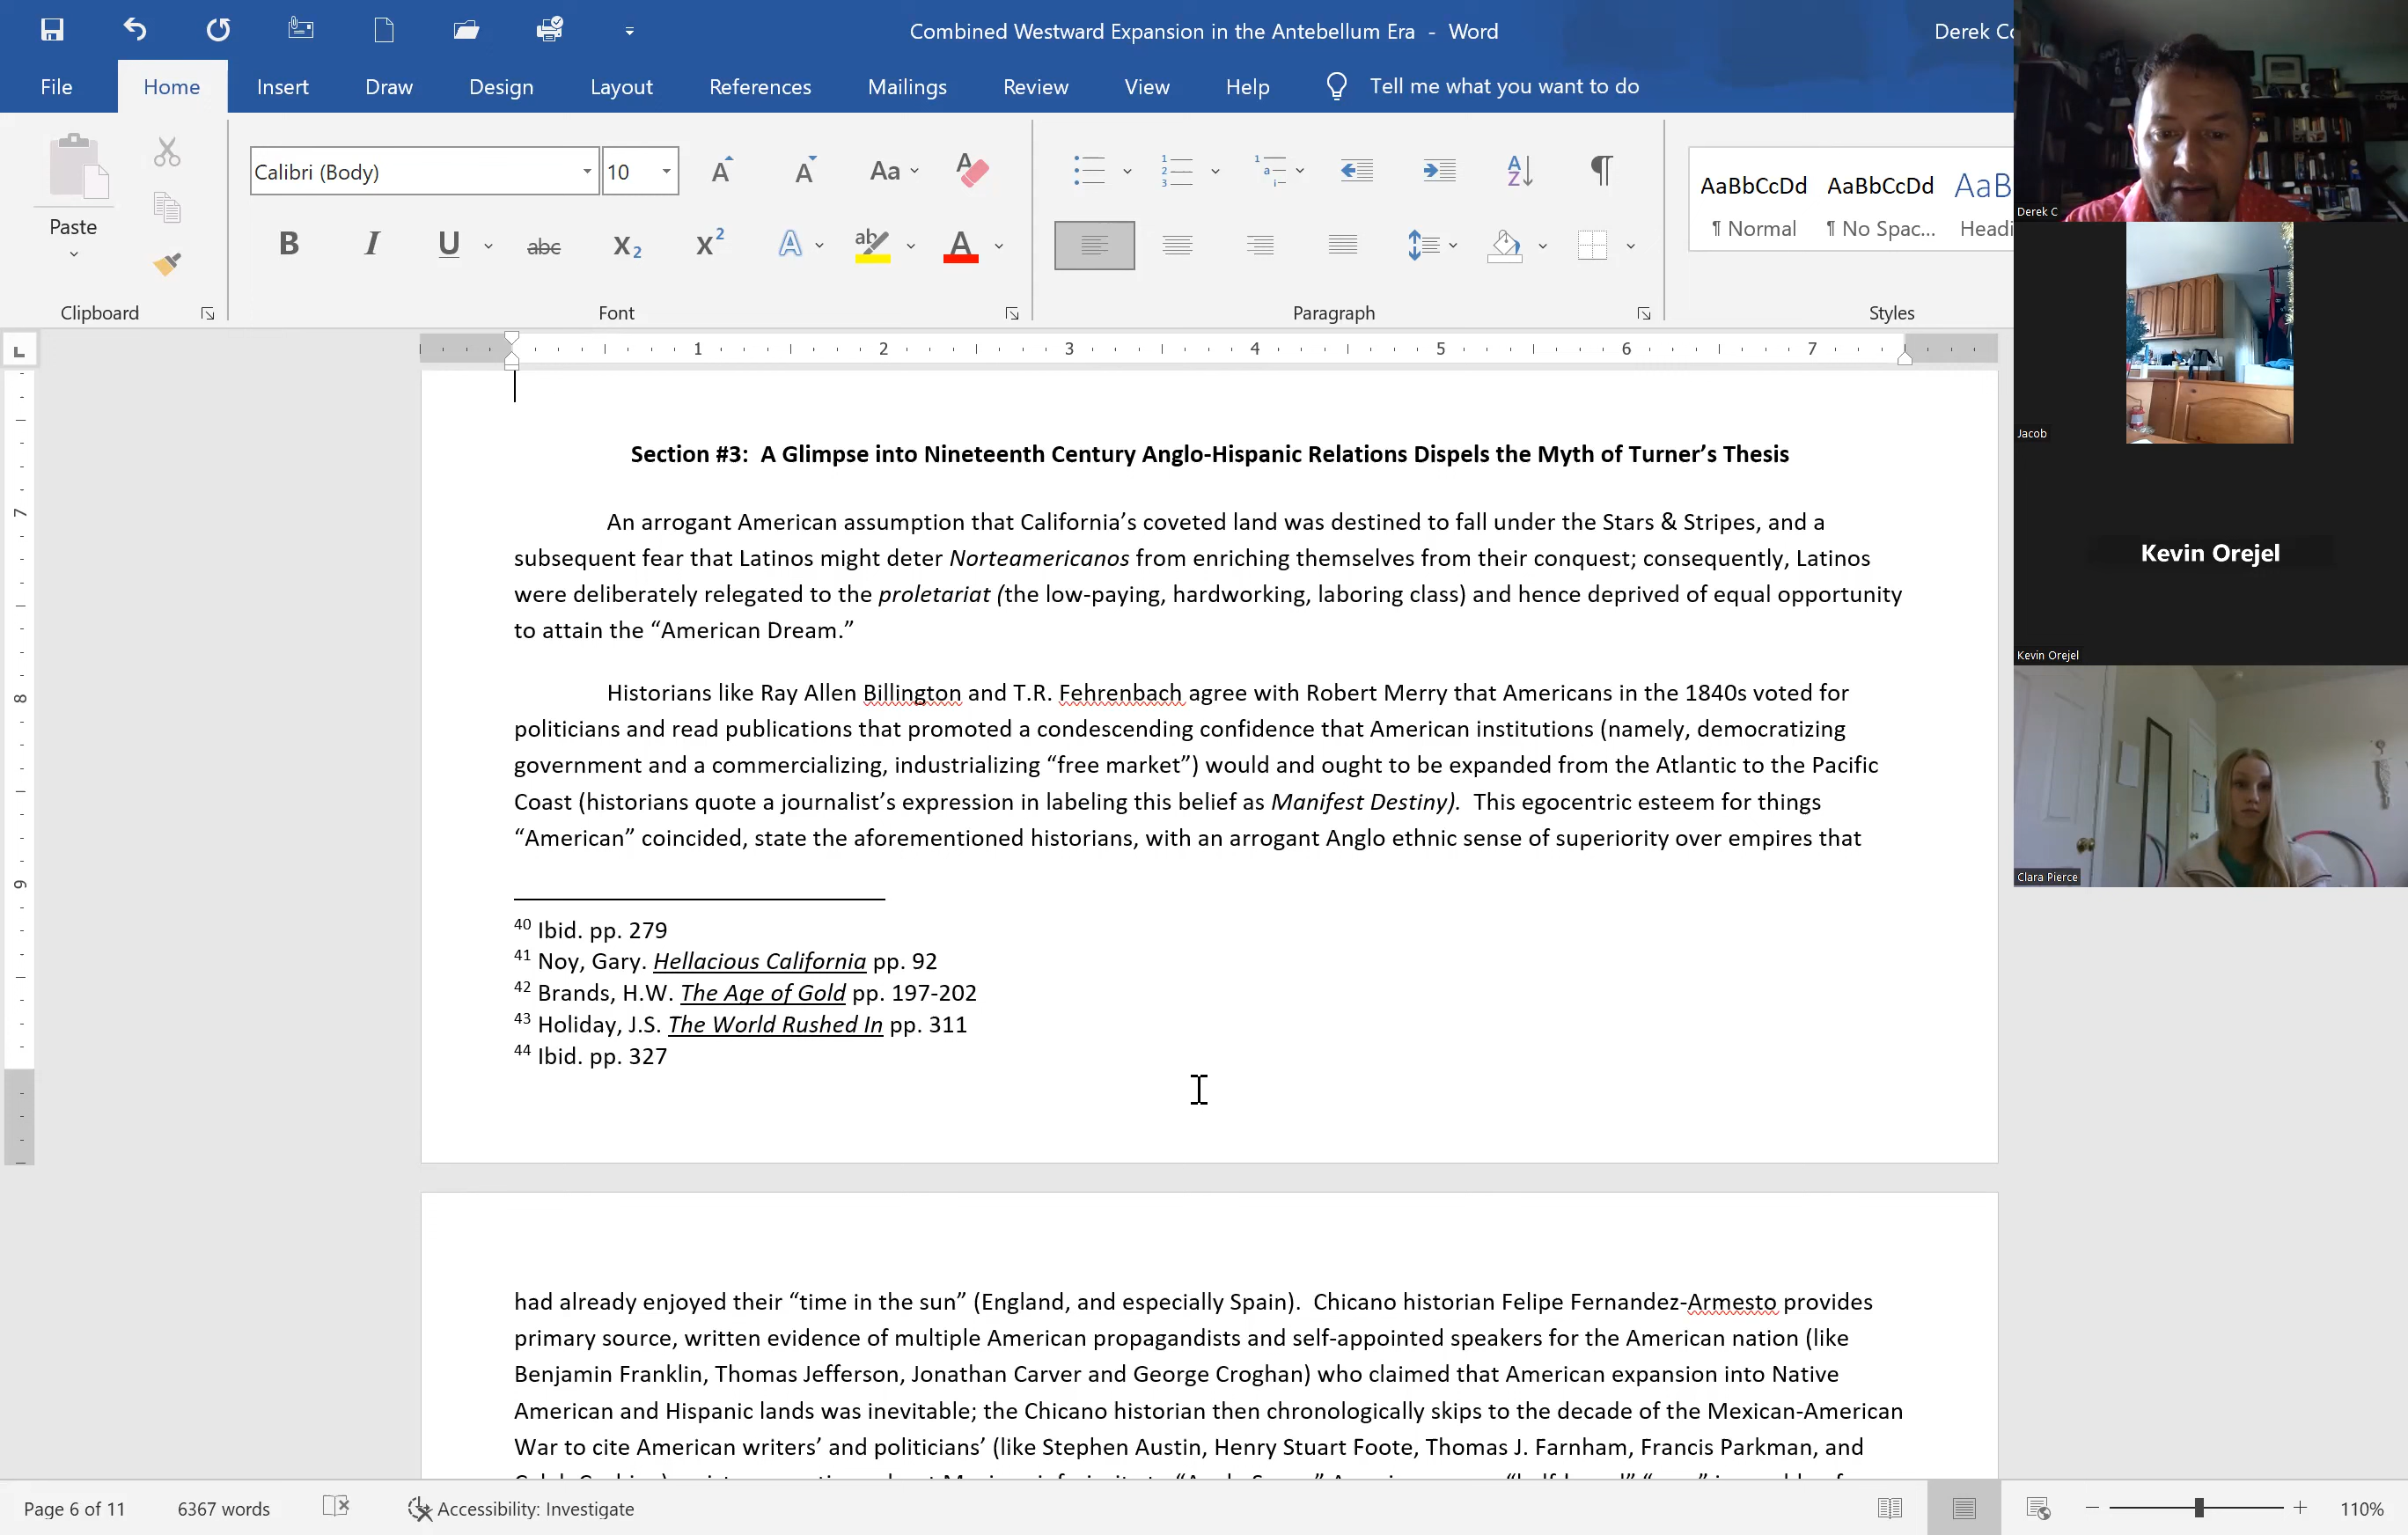 Combined Westward Expansion in the Antebellum Era - Word
Derek Co
File Home Insert Draw Design Layout References Mailings Review View Help Tell me what you want to do
Paste
Clipboard
Calibri (Body) 10
Font
Paragraph
AaBbCcDd AaBbCcDd AaB
¶ Normal ¶ No Spac... Headi
Styles
1 2 3 4 5 6 7
7
8
9
Section #3:  A Glimpse into Nineteenth Century Anglo-Hispanic Relations Dispels the Myth of Turner’s Thesis
An arrogant American assumption that California’s coveted land was destined to fall under the Stars & Stripes, and a
subsequent fear that Latinos might deter Norteamericanos from enriching themselves from their conquest; consequently, Latinos
were deliberately relegated to the proletariat (the low-paying, hardworking, laboring class) and hence deprived of equal opportunity
to attain the “American Dream.”
Historians like Ray Allen Billington and T.R. Fehrenbach agree with Robert Merry that Americans in the 1840s voted for
politicians and read publications that promoted a condescending confidence that American institutions (namely, democratizing
government and a commercializing, industrializing “free market”) would and ought to be expanded from the Atlantic to the Pacific
Coast (historians quote a journalist’s expression in labeling this belief as Manifest Destiny).  This egocentric esteem for things
“American” coincided, state the aforementioned historians, with an arrogant Anglo ethnic sense of superiority over empires that
40 Ibid. pp. 279
41 Noy, Gary. Hellacious California pp. 92
42 Brands, H.W. The Age of Gold pp. 197-202
43 Holiday, J.S. The World Rushed In pp. 311
44 Ibid. pp. 327
had already enjoyed their “time in the sun” (England, and especially Spain).  Chicano historian Felipe Fernandez-Armesto provides
primary source, written evidence of multiple American propagandists and self-appointed speakers for the American nation (like
Benjamin Franklin, Thomas Jefferson, Jonathan Carver and George Croghan) who claimed that American expansion into Native
American and Hispanic lands was inevitable; the Chicano historian then chronologically skips to the decade of the Mexican-American
War to cite American writers’ and politicians’ (like Stephen Austin, Henry Stuart Foote, Thomas J. Farnham, Francis Parkman, and
Page 6 of 11 6367 words Accessibility: Investigate 110%
Derek C
Jacob
Kevin Orejel
Kevin Orejel
Clara Pierce